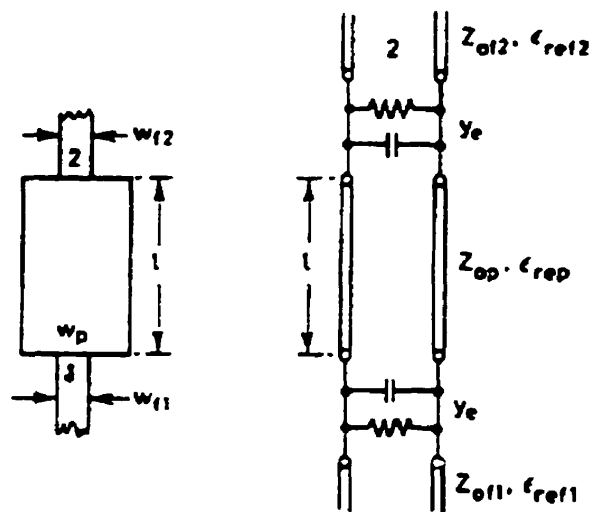 w_f2
2
l
w_p
1
w_f1
2
Z_of2, ε_ref2
y_e
l
Z_op, ε_rep
y_e
Z_of1, ε_ref1